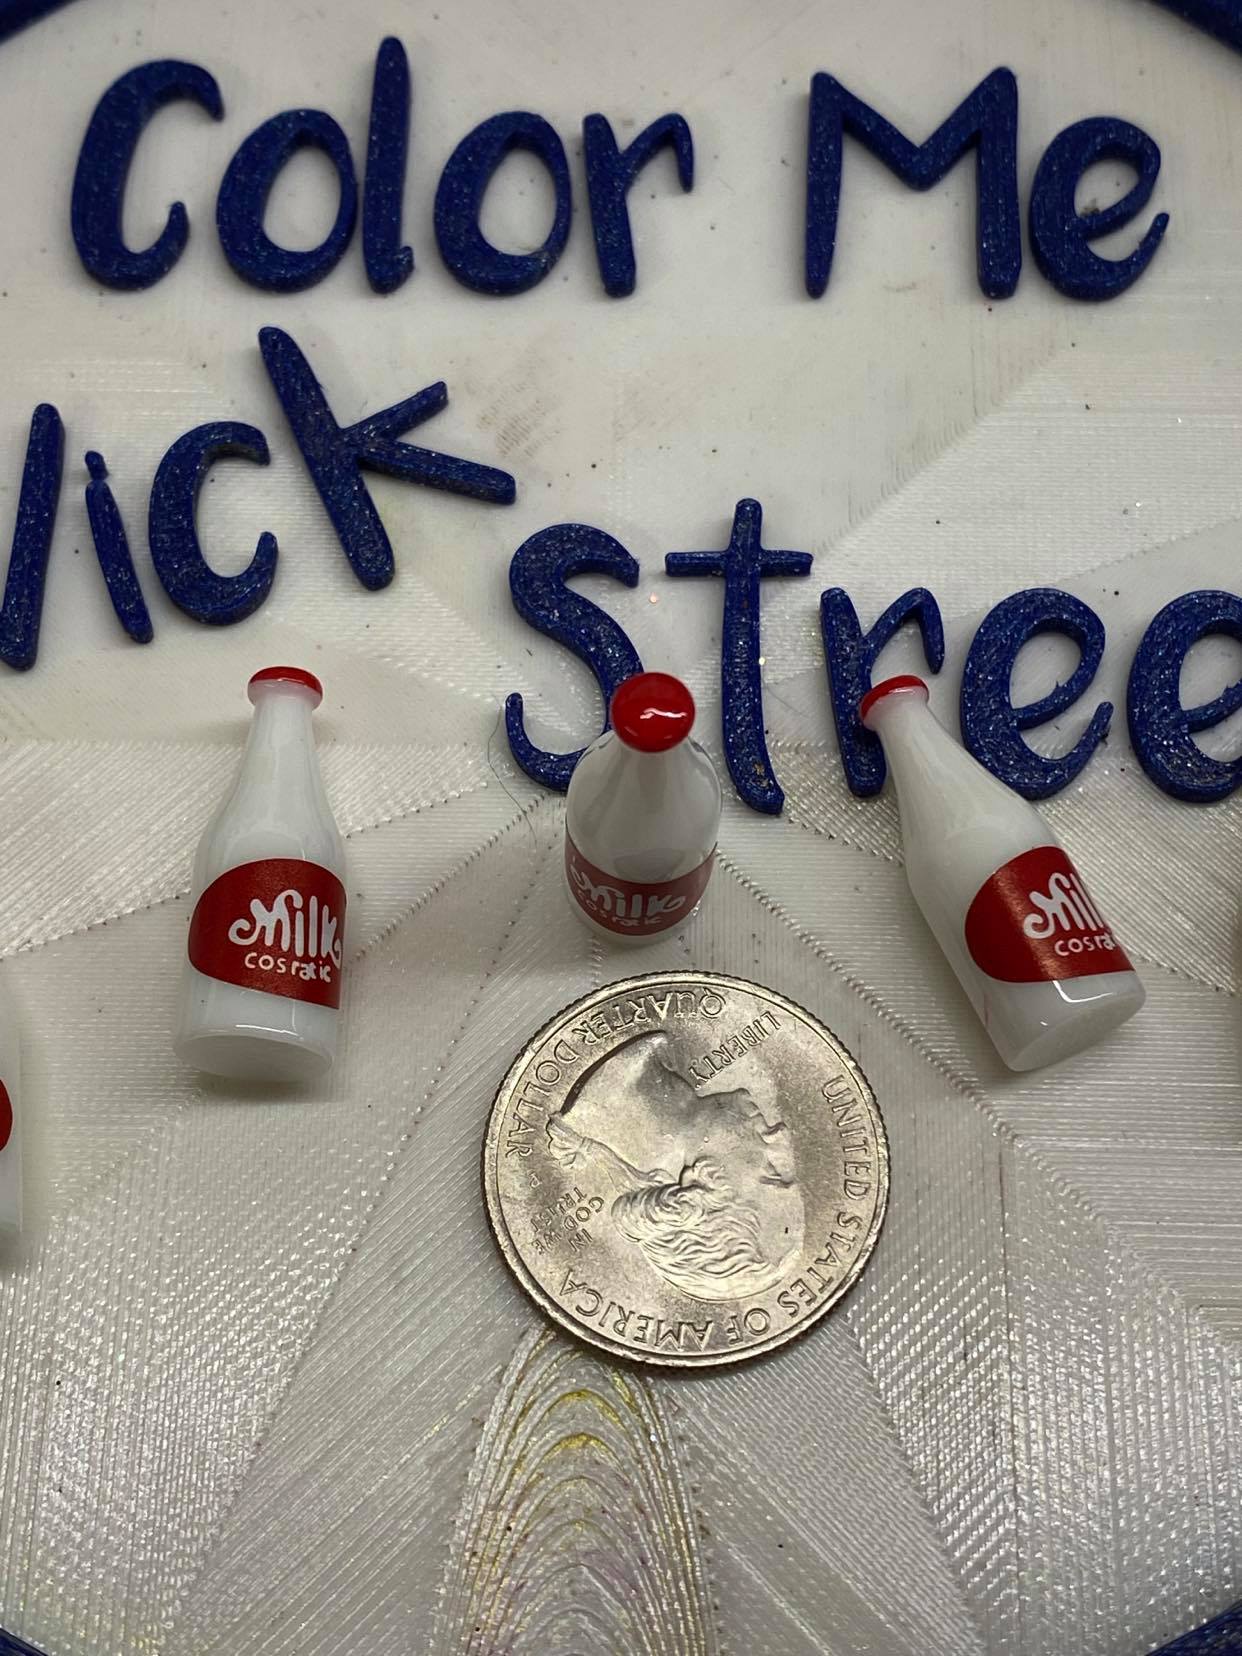 Color Me
lick
Stree
Milk
cosratic
Milk
cosratic
Milk
cosrat
UNITED STATES OF AMERICA
LIBERTY
IN
GOD WE
TRUST
P
QUARTER DOLLAR